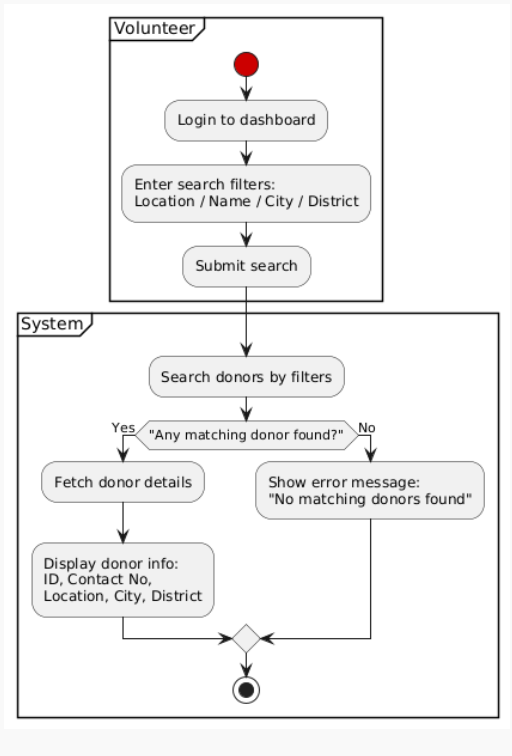 Volunteer
Login to dashboard
Enter search filters:
Location / Name / City / District
Submit search
System
Search donors by filters
Yes
"Any matching donor found?"
No
Fetch donor details
Show error message:
"No matching donors found"
Display donor info:
ID, Contact No,
Location, City, District